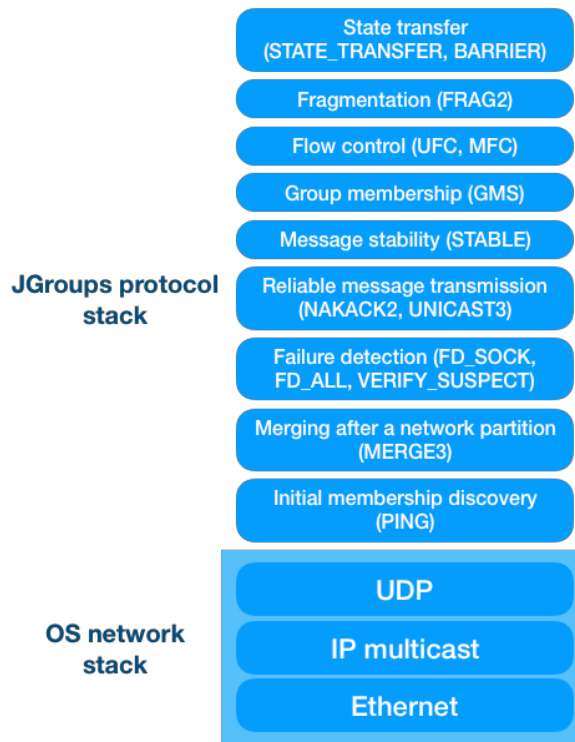 State transfer
(STATE_TRANSFER, BARRIER)
Fragmentation (FRAG2)
Flow control (UFC, MFC)
Group membership (GMS)
Message stability (STABLE)
JGroups protocol
stack
Reliable message transmission
(NAKACK2, UNICAST3)
Failure detection (FD_SOCK,
FD_ALL, VERIFY_SUSPECT)
Merging after a network partition
(MERGE3)
Initial membership discovery
(PING)
OS network
stack
UDP
IP multicast
Ethernet